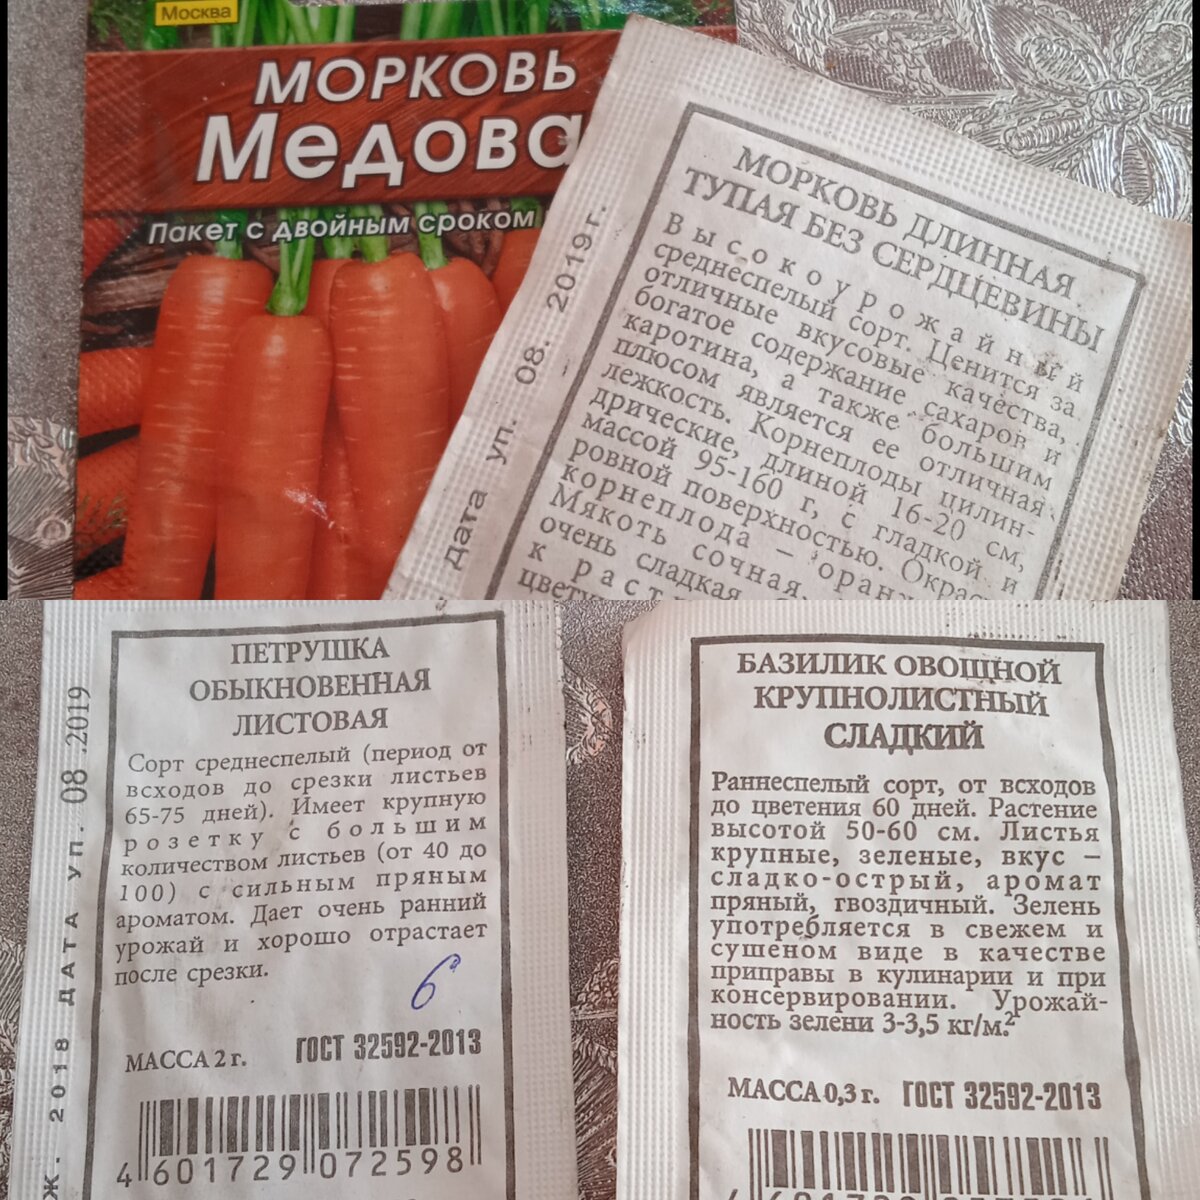 Москва
МОРКОВЬ
Медова
Пакет с двойным сроком
МОРКОВЬ ДЛИННАЯ
ТУПАЯ БЕЗ СЕРДЦЕВИНЫ
Высокоурожайный
среднеспелый сорт. Ценится за
отличные вкусовые качества,
богатое содержание сахаров и
каротина, а также большим
плюсом является ее отличная
лежкость. Корнеплоды цилин-
дрические, длиной 16-20 см,
массой 95-160 г, с гладкой и
ровной поверхностью. Окрас
корнеплода – оран
Мякоть сочная,
очень сладкая.
к раст
цвету
Дата уп. 08. 2019 г.
ПЕТРУШКА
ОБЫКНОВЕННАЯ
ЛИСТОВАЯ
Сорт среднеспелый (период от
всходов до срезки листьев
65-75 дней). Имеет крупную
розетку с большим
количеством листьев (от 40 до
100) с сильным пряным
ароматом. Дает очень ранний
урожай и хорошо отрастает
после срезки.
6
МАССА 2 г. ГОСТ 32592-2013
4 601729 072598
Ж. 2018 ДАТА УП. 08.2019
БАЗИЛИК ОВОЩНОЙ
КРУПНОЛИСТНЫЙ
СЛАДКИЙ
Раннеспелый сорт, от всходов
до цветения 60 дней. Растение
высотой 50-60 см. Листья
крупные, зеленые, вкус –
сладко-острый, аромат
пряный, гвоздичный. Зелень
употребляется в свежем и
сушеном виде в качестве
приправы в кулинарии и при
консервировании. Урожай-
ность зелени 3-3,5 кг/м.²
МАССА 0,3 г. ГОСТ 32592-2013